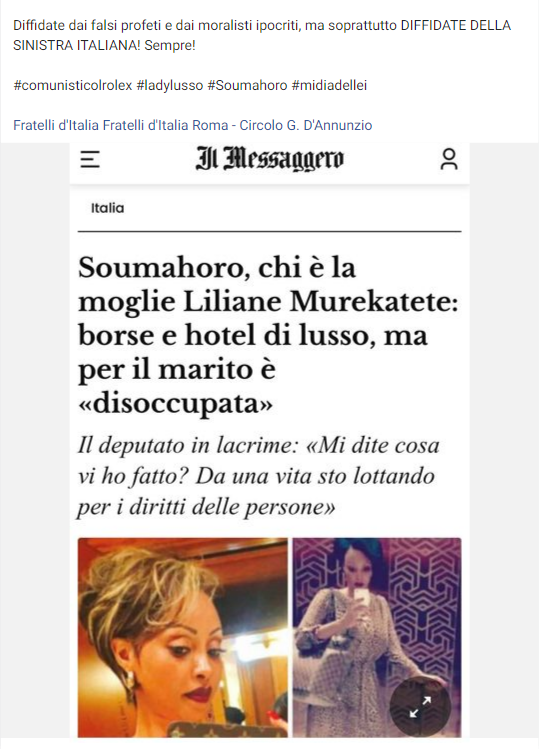 Diffidate dai falsi profeti e dai moralisti ipocriti, ma soprattutto DIFFIDATE DELLA
SINISTRA ITALIANA! Sempre!
#comunisticolrolex #ladylusso #Soumahoro #midiadellei
Fratelli d'Italia Fratelli d'Italia Roma - Circolo G. D'Annunzio
Il Messaggero
Italia
Soumahoro, chi è la
moglie Liliane Murekatete:
borse e hotel di lusso, ma
per il marito è
«disoccupata»
Il deputato in lacrime: «Mi dite cosa
vi ho fatto? Da una vita sto lottando
per i diritti delle persone»